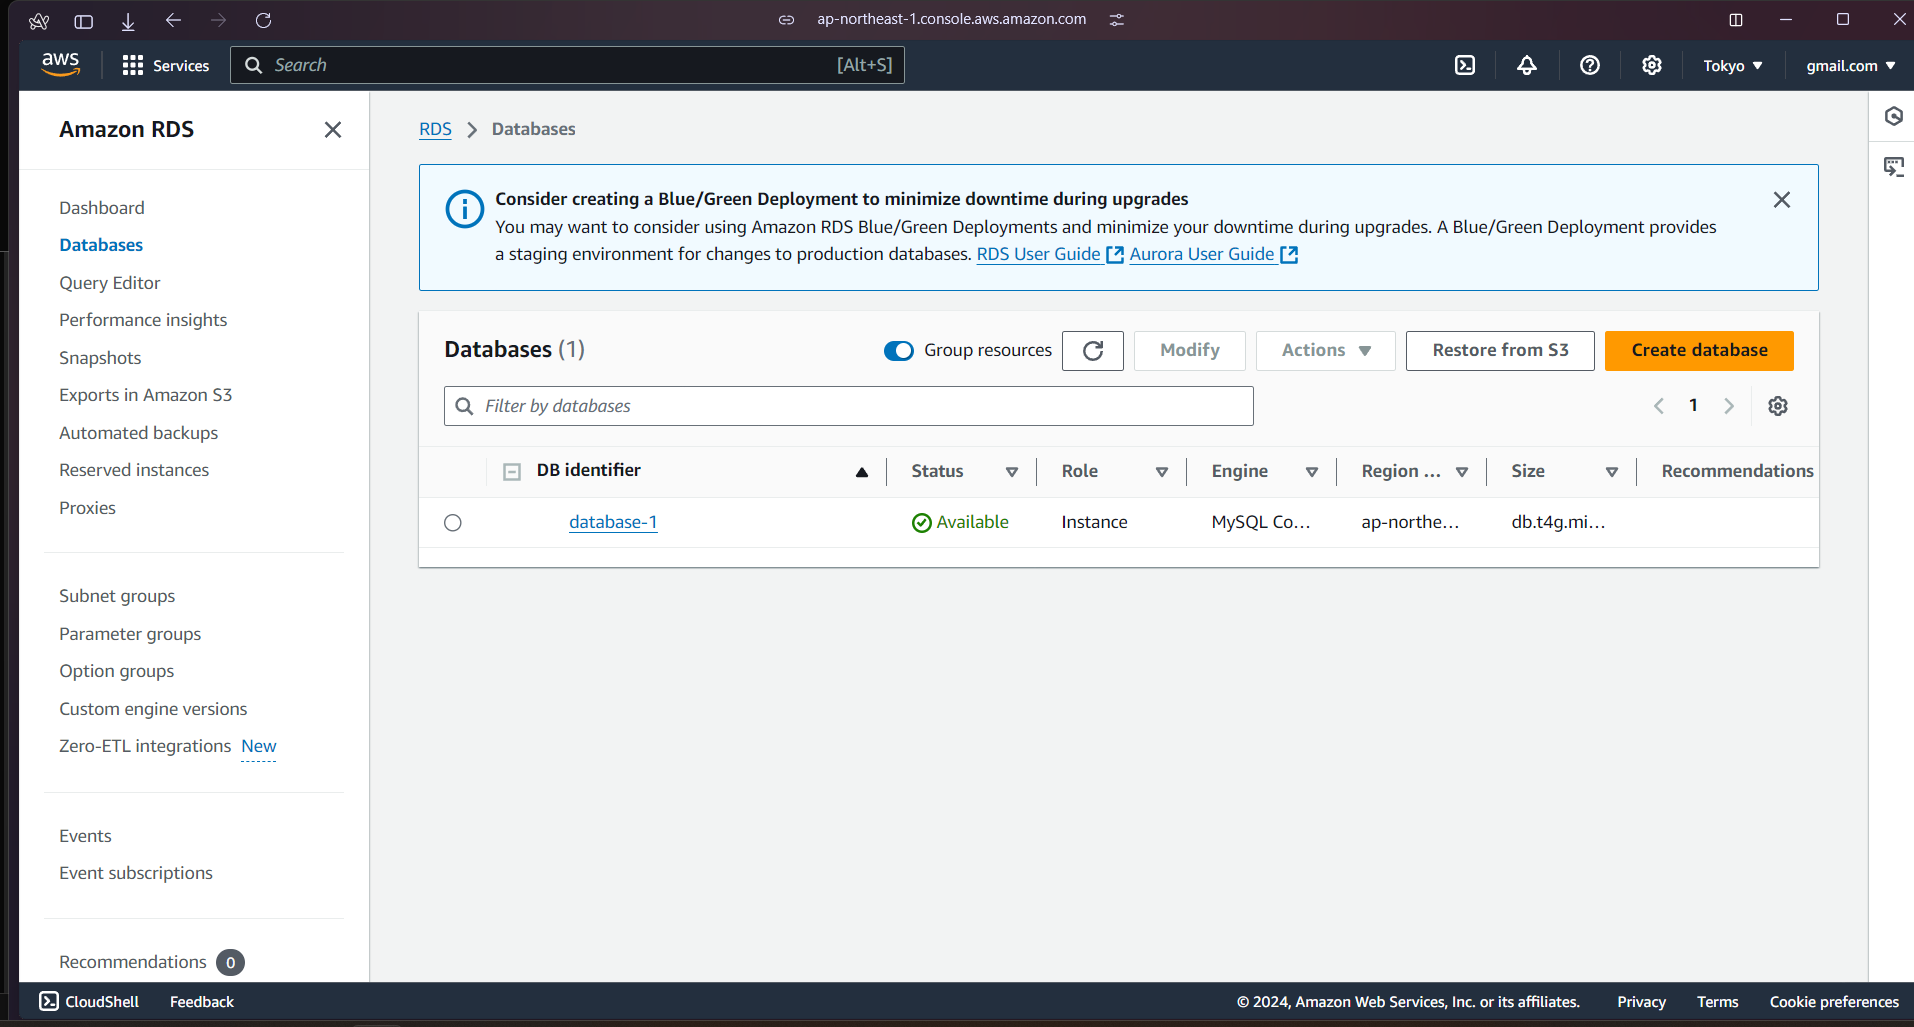 ap-northeast-1.console.aws.amazon.com
aws
Services
Search
[Alt+S]
Tokyo
gmail.com
Amazon RDS
Dashboard
Databases
Query Editor
Performance insights
Snapshots
Exports in Amazon S3
Automated backups
Reserved instances
Proxies
Subnet groups
Parameter groups
Option groups
Custom engine versions
Zero-ETL integrations New
Events
Event subscriptions
Recommendations 0
RDS > Databases
Consider creating a Blue/Green Deployment to minimize downtime during upgrades
You may want to consider using Amazon RDS Blue/Green Deployments and minimize your downtime during upgrades. A Blue/Green Deployment provides
a staging environment for changes to production databases. RDS User Guide Aurora User Guide
Databases (1)
Group resources
Modify
Actions
Restore from S3
Create database
Filter by databases
1
DB identifier Status Role Engine Region ... Size Recommendations
database-1 Available Instance MySQL Co... ap-northe... db.t4g.mi...
CloudShell Feedback
© 2024, Amazon Web Services, Inc. or its affiliates. Privacy Terms Cookie preferences